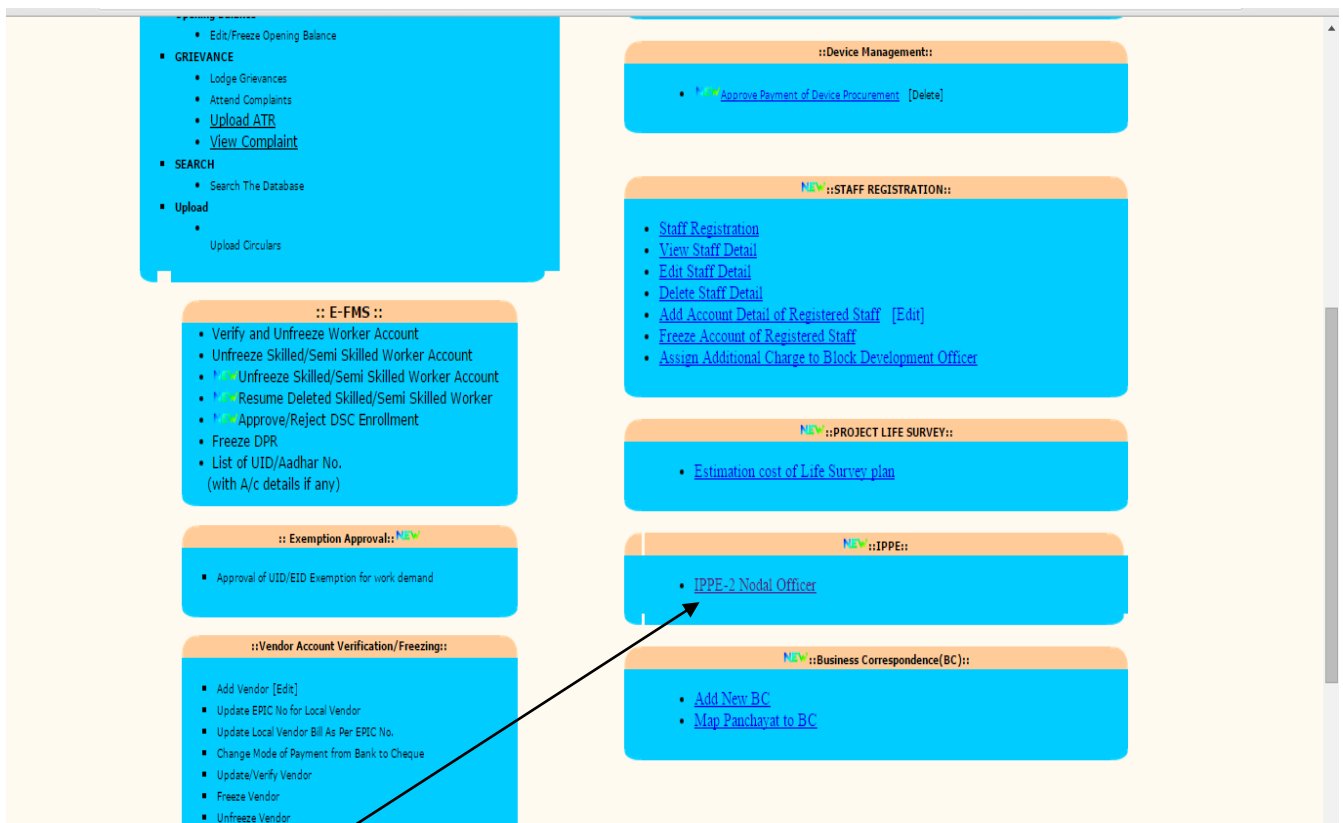 Opening Balance
Edit/Freeze Opening Balance
GRIEVANCE
Lodge Grievances
Attend Complaints
Upload ATR
View Complaint
SEARCH
Search The Database
Upload
Upload Circulars
:: E-FMS ::
Verify and Unfreeze Worker Account
Unfreeze Skilled/Semi Skilled Worker Account
NEW Unfreeze Skilled/Semi Skilled Worker Account
NEW Resume Deleted Skilled/Semi Skilled Worker
NEW Approve/Reject DSC Enrollment
Freeze DPR
List of UID/Aadhar No.
(with A/c details if any)
:: Exemption Approval:: NEW
Approval of UID/EID Exemption for work demand
::Vendor Account Verification/Freezing::
Add Vendor [Edit]
Update EPIC No for Local Vendor
Update Local Vendor Bill As Per EPIC No.
Change Mode of Payment from Bank to Cheque
Update/Verify Vendor
Freeze Vendor
Unfreeze Vendor
::Device Management::
NEW Approve Payment of Device Procurement [Delete]
NEW ::STAFF REGISTRATION::
Staff Registration
View Staff Detail
Edit Staff Detail
Delete Staff Detail
Add Account Detail of Registered Staff [Edit]
Freeze Account of Registered Staff
Assign Additional Charge to Block Development Officer
NEW ::PROJECT LIFE SURVEY::
Estimation cost of Life Survey plan
NEW ::IPPE::
IPPE-2 Nodal Officer
NEW ::Business Correspondence(BC)::
Add New BC
Map Panchayat to BC